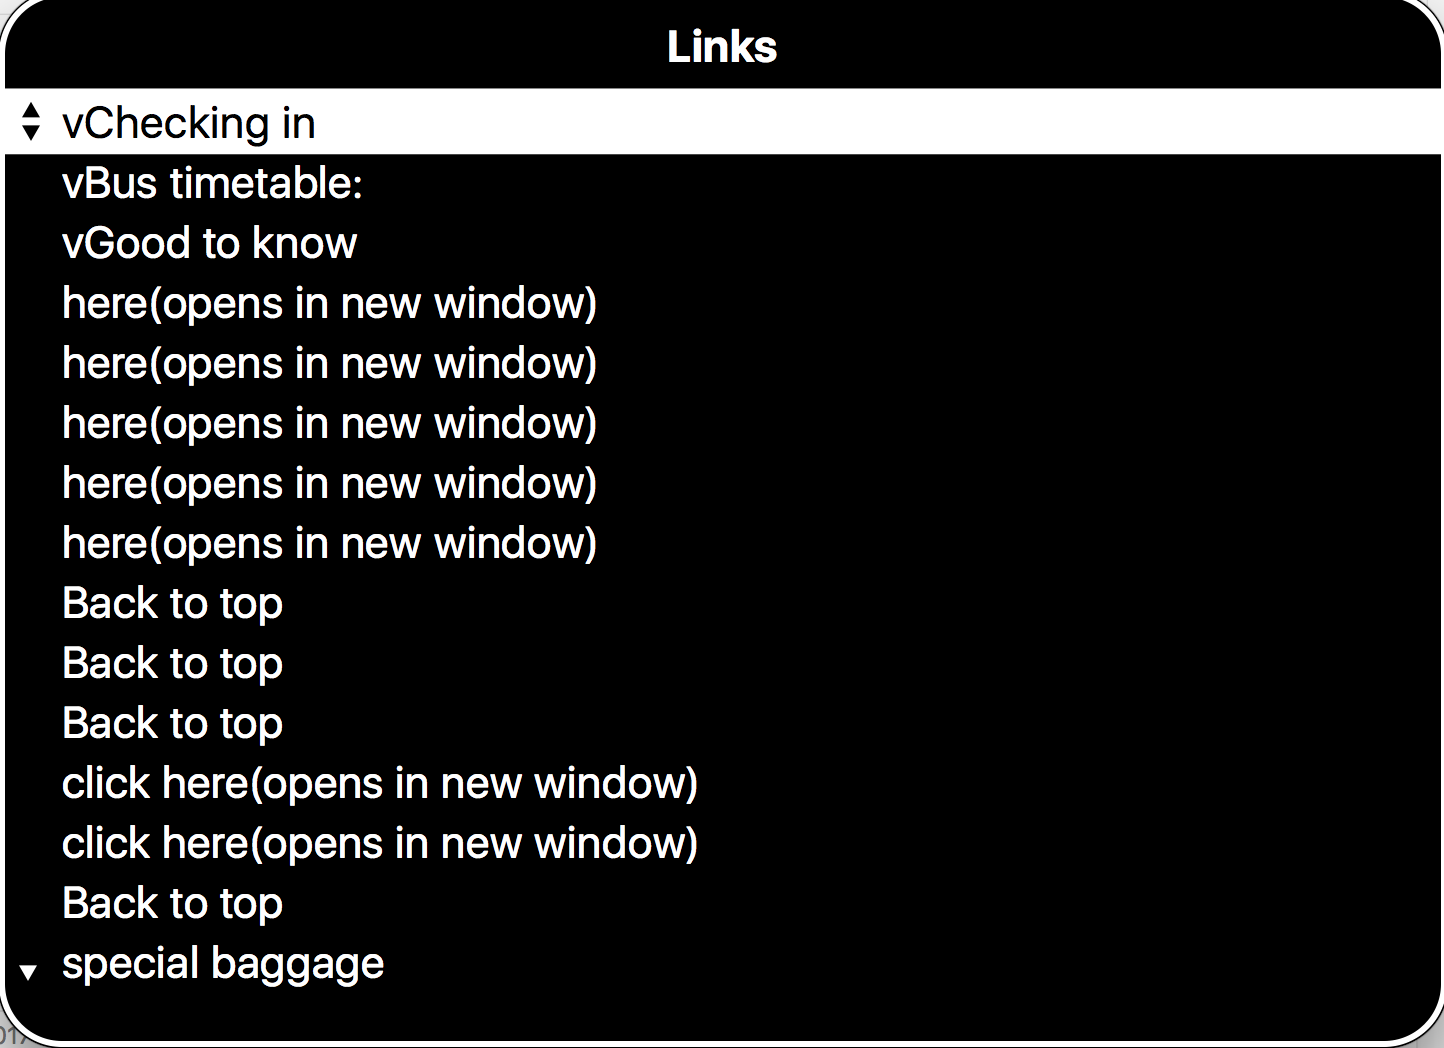 Links
vChecking in
vBus timetable:
vGood to know
here(opens in new window)
here(opens in new window)
here(opens in new window)
here(opens in new window)
here(opens in new window)
Back to top
Back to top
Back to top
click here(opens in new window)
click here(opens in new window)
Back to top
special baggage